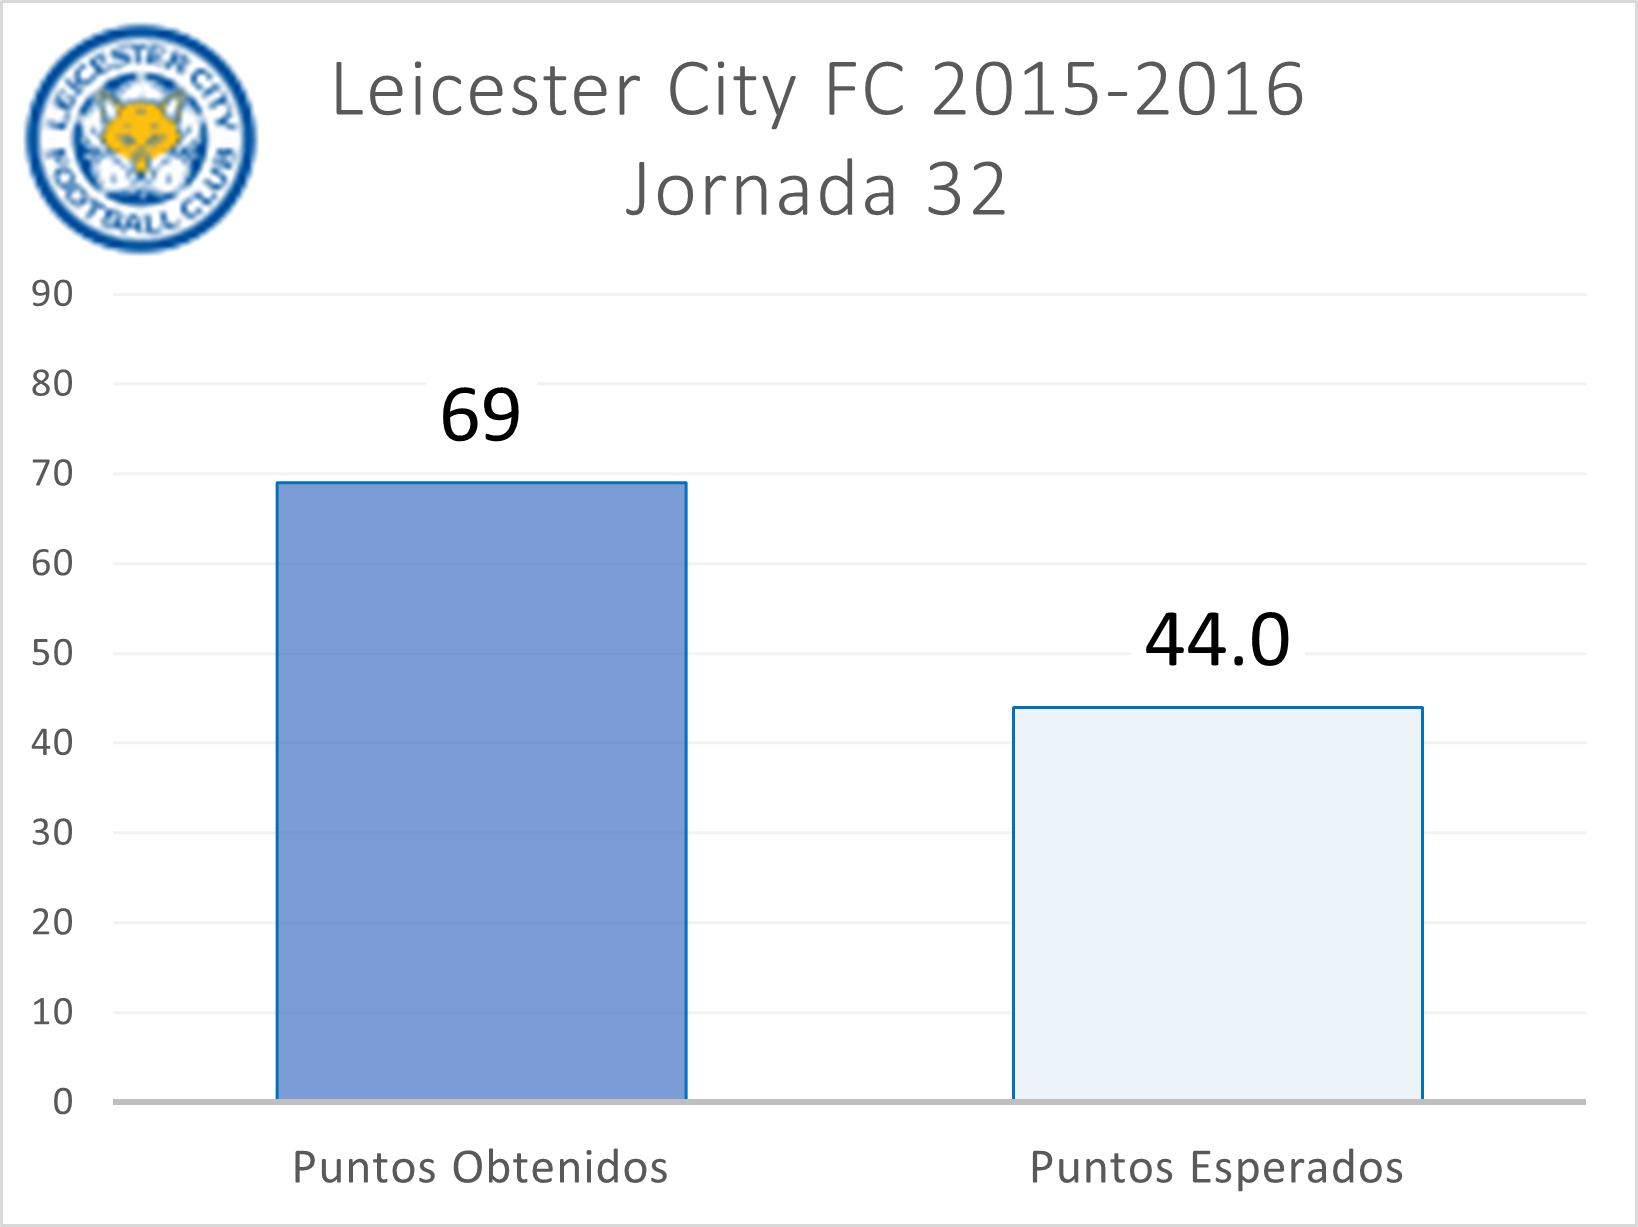 LEICESTER CITY
FOOTBALL CLUB
Leicester City FC 2015-2016
Jornada 32
90
80
69
70
60
50
44.0
40
30
20
10
0
Puntos Obtenidos
Puntos Esperados